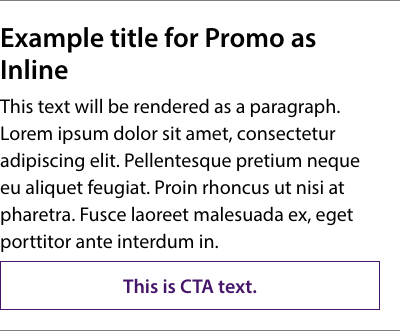 Example title for Promo as
Inline
This text will be rendered as a paragraph.
Lorem ipsum dolor sit amet, consectetur
adipiscing elit. Pellentesque pretium neque
eu aliquet feugiat. Proin rhoncus ut nisi at
pharetra. Fusce laoreet malesuada ex, eget
porttitor ante interdum in.
This is CTA text.